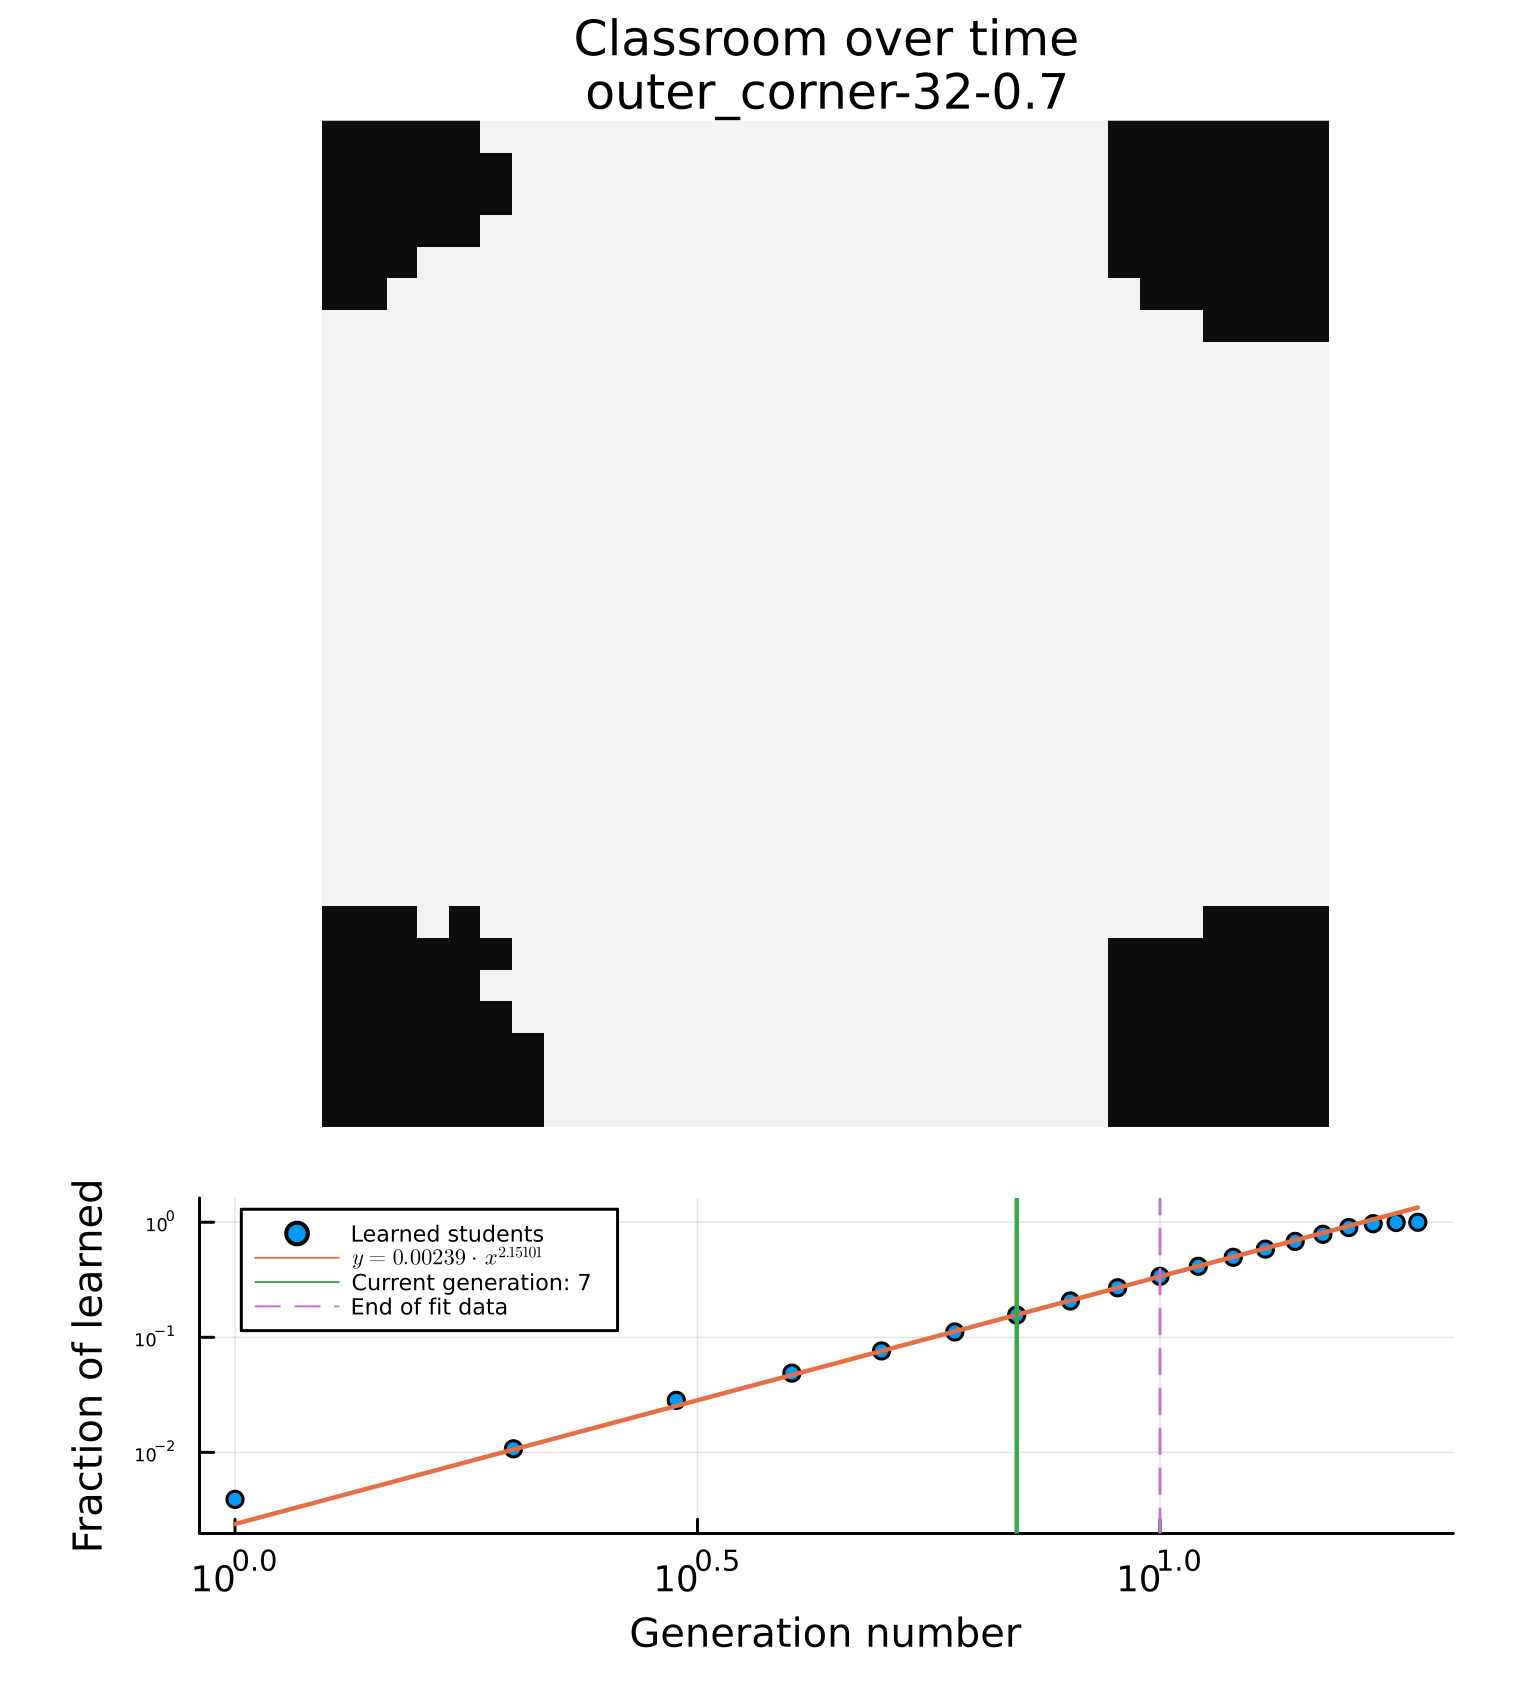 Classroom over time
outer_corner-32-0.7
Fraction of learned
10^0
10^−1
10^−2
Learned students
y = 0.00239 · x^2.15101
Current generation: 7
End of fit data
10^0.0
10^0.5
10^1.0
Generation number